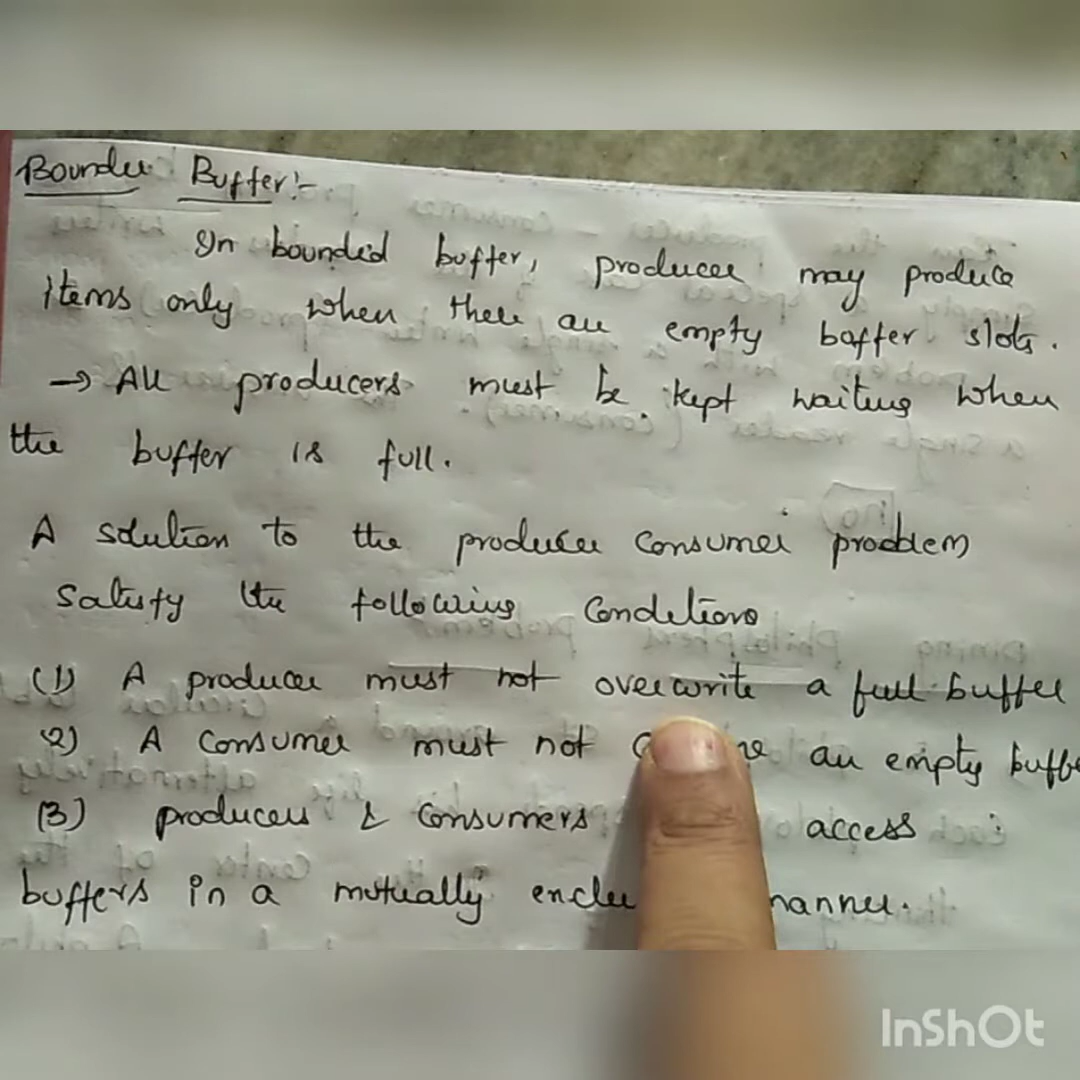 Bounded Buffer:-
In bounded buffer, producer may produce
items only when there are empty buffer slots.
→ All producers must be kept waiting when
the buffer is full.
A solution to the producer consumer problem
satisfy the following conditions
(1) A producer must not overwrite a full buffer
2) A consumer must not an empty buffe
(3) producers & consumers access
buffers in a mutually manner.
InShOt